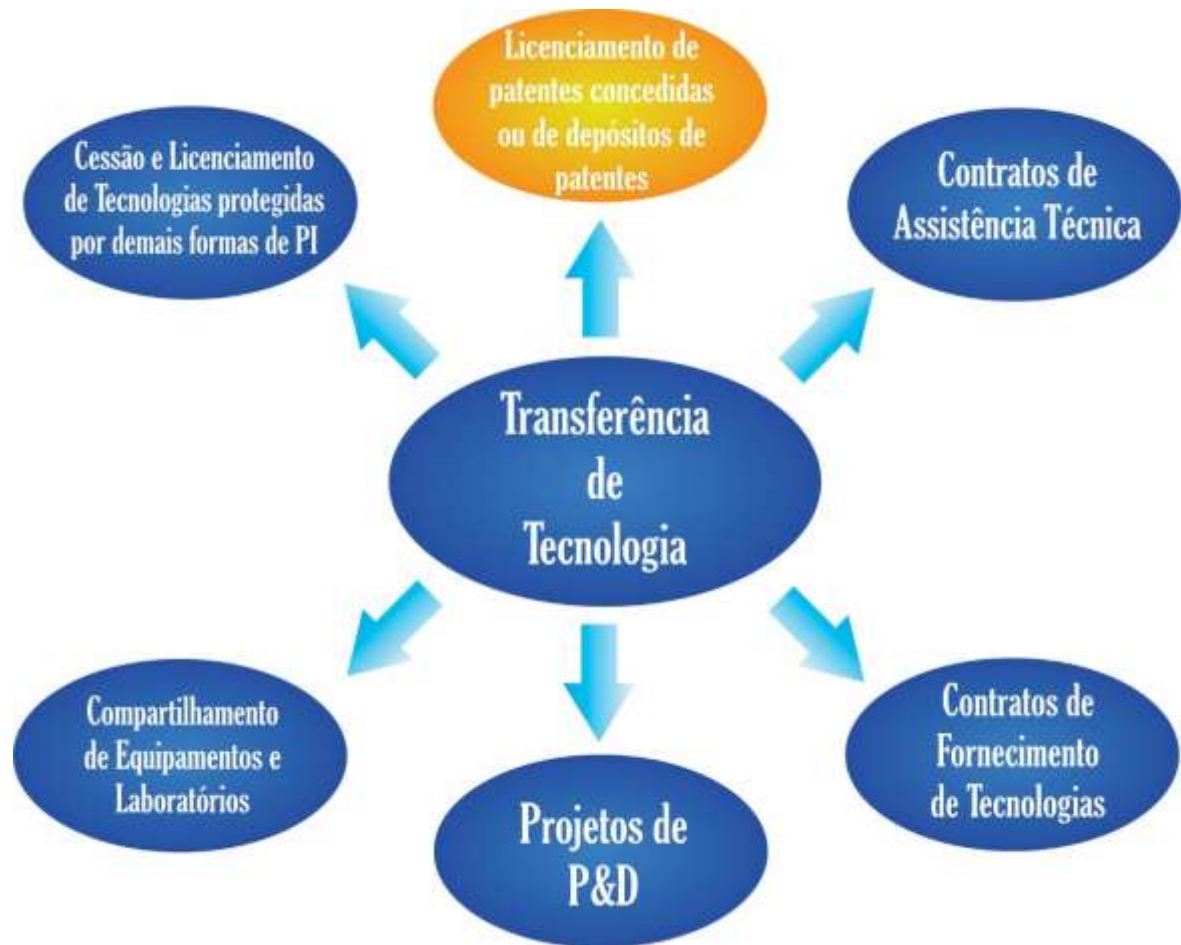 Licenciamento de
patentes concedidas
ou de depósitos de
patentes
Cessão e Licenciamento
de Tecnologias protegidas
por demais formas de PI
Contratos de
Assistência Técnica
Transferência
de
Tecnologia
Compartilhamento
de Equipamentos e
Laboratórios
Contratos de
Fornecimento
de Tecnologias
Projetos de
P&D